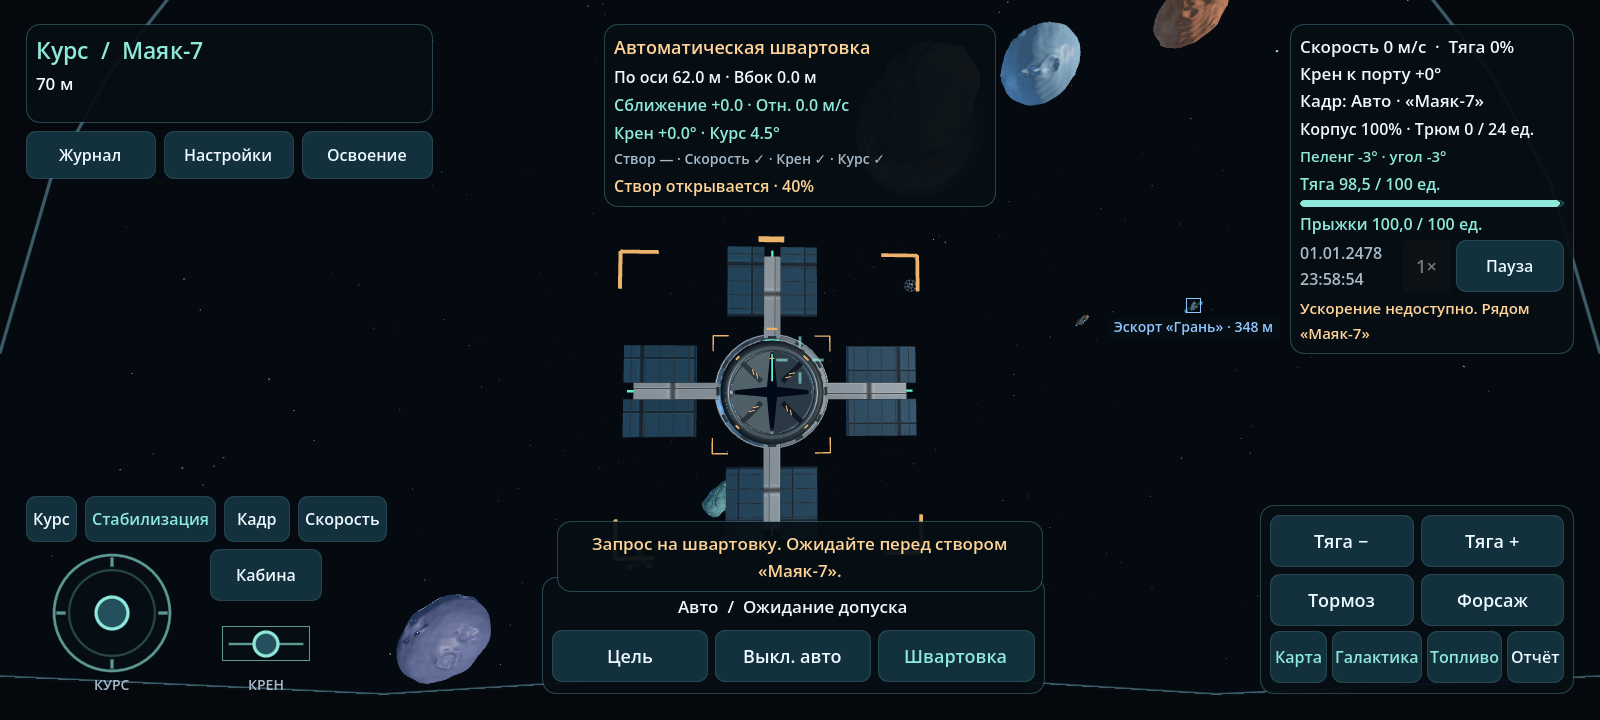 Курс / Маяк-7
70 м
Журнал
Настройки
Освоение
Автоматическая швартовка
По оси 62.0 м · Вбок 0.0 м
Сближение +0.0 · Отн. 0.0 м/с
Крен +0.0° · Курс 4.5°
Створ — · Скорость ✓ · Крен ✓ · Курс ✓
Створ открывается · 40%
Скорость 0 м/с · Тяга 0%
Крен к порту +0°
Кадр: Авто · «Маяк-7»
Корпус 100% · Трюм 0 / 24 ед.
Пеленг -3° · угол -3°
Тяга 98,5 / 100 ед.
Прыжки 100,0 / 100 ед.
01.01.2478
23:58:54
1×
Пауза
Ускорение недоступно. Рядом
«Маяк-7»
Эскорт «Грань» · 348 м
Курс
Стабилизация
Кадр
Скорость
Кабина
КУРС
КРЕН
Запрос на швартовку. Ожидайте перед створом
«Маяк-7».
Авто / Ожидание допуска
Цель
Выкл. авто
Швартовка
Тяга −
Тяга +
Тормоз
Форсаж
Карта
Галактика
Топливо
Отчёт